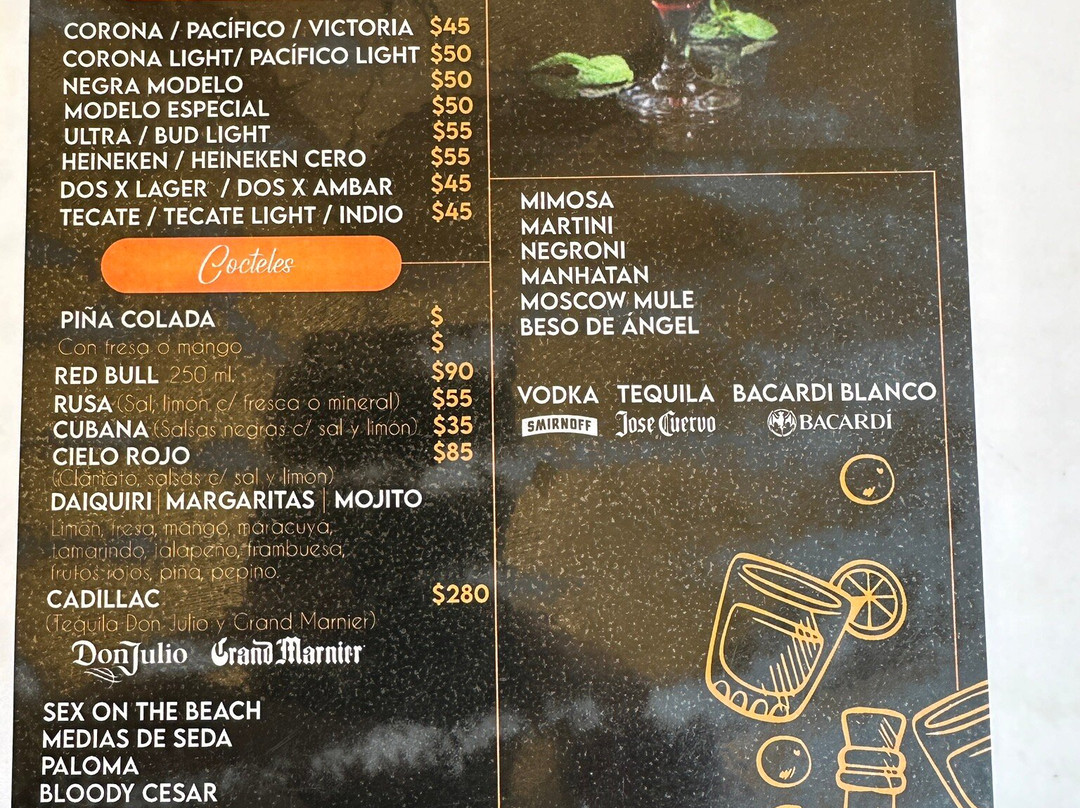 CORONA / PACÍFICO / VICTORIA $45
CORONA LIGHT/ PACÍFICO LIGHT $50
NEGRA MODELO $50
MODELO ESPECIAL $50
ULTRA / BUD LIGHT $55
HEINEKEN / HEINEKEN CERO $55
DOS X LAGER / DOS X AMBAR $45
TECATE / TECATE LIGHT / INDIO $45
Cocteles
PIÑA COLADA $
Con fresa o mango $
RED BULL 250 ml. $90
RUSA (Sal, limón c/ fresca o mineral) $55
CUBANA (Salsas negras c/ sal y limón) $35
CIELO ROJO $85
(Clamato, salsas c/ sal y limon)
DAIQUIRI | MARGARITAS | MOJITO
Limón, fresa, mango, maracuyá,
tamarindo, jalapeño, frambuesa,
frutos rojos, piña, pepino.
CADILLAC $280
(Tequila Don Julio y Grand Marnier)
Don Julio Grand Marnier
SEX ON THE BEACH
MEDIAS DE SEDA
PALOMA
BLOODY CESAR
MIMOSA
MARTINI
NEGRONI
MANHATAN
MOSCOW MULE
BESO DE ÁNGEL
VODKA TEQUILA BACARDI BLANCO
SMIRNOFF Jose Cuervo BACARDÍ